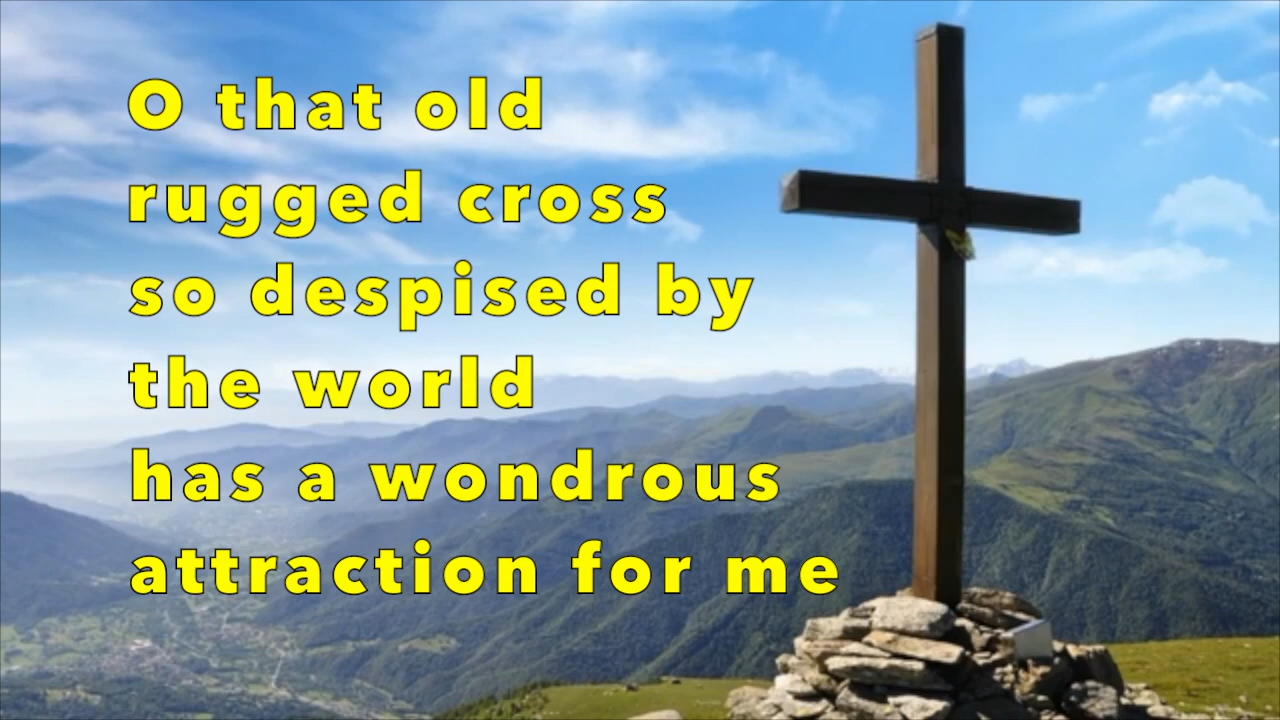 O that old
rugged cross
so despised by
the world
has a wondrous
attraction for me